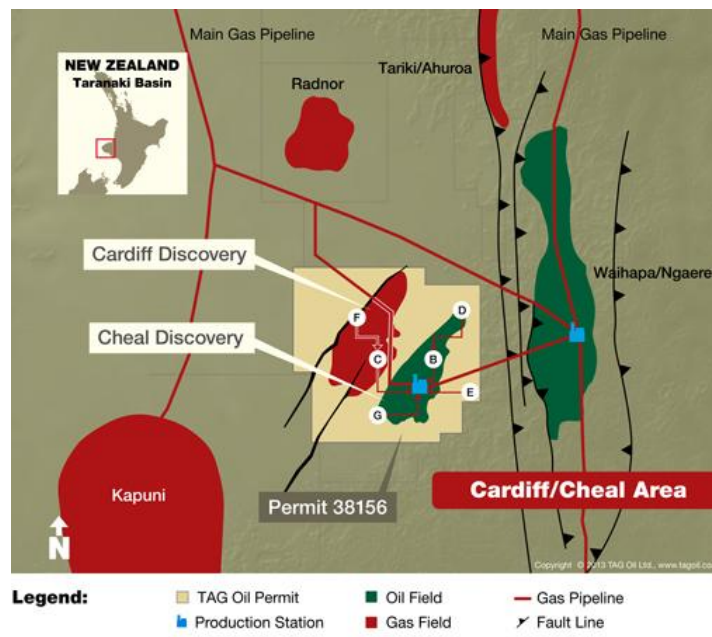 Main Gas Pipeline
Main Gas Pipeline
NEW ZEALAND
Taranaki Basin
Tariki/Ahuroa
Radnor
Cardiff Discovery
Waihapa/Ngaere
Cheal Discovery
F
D
C
B
E
G
Kapuni
Permit 38156
Cardiff/Cheal Area
N
Copyright © 2013 TAG Oil Ltd., www.tagoil.co
Legend:
TAG Oil Permit
Oil Field
Gas Pipeline
Production Station
Gas Field
Fault Line